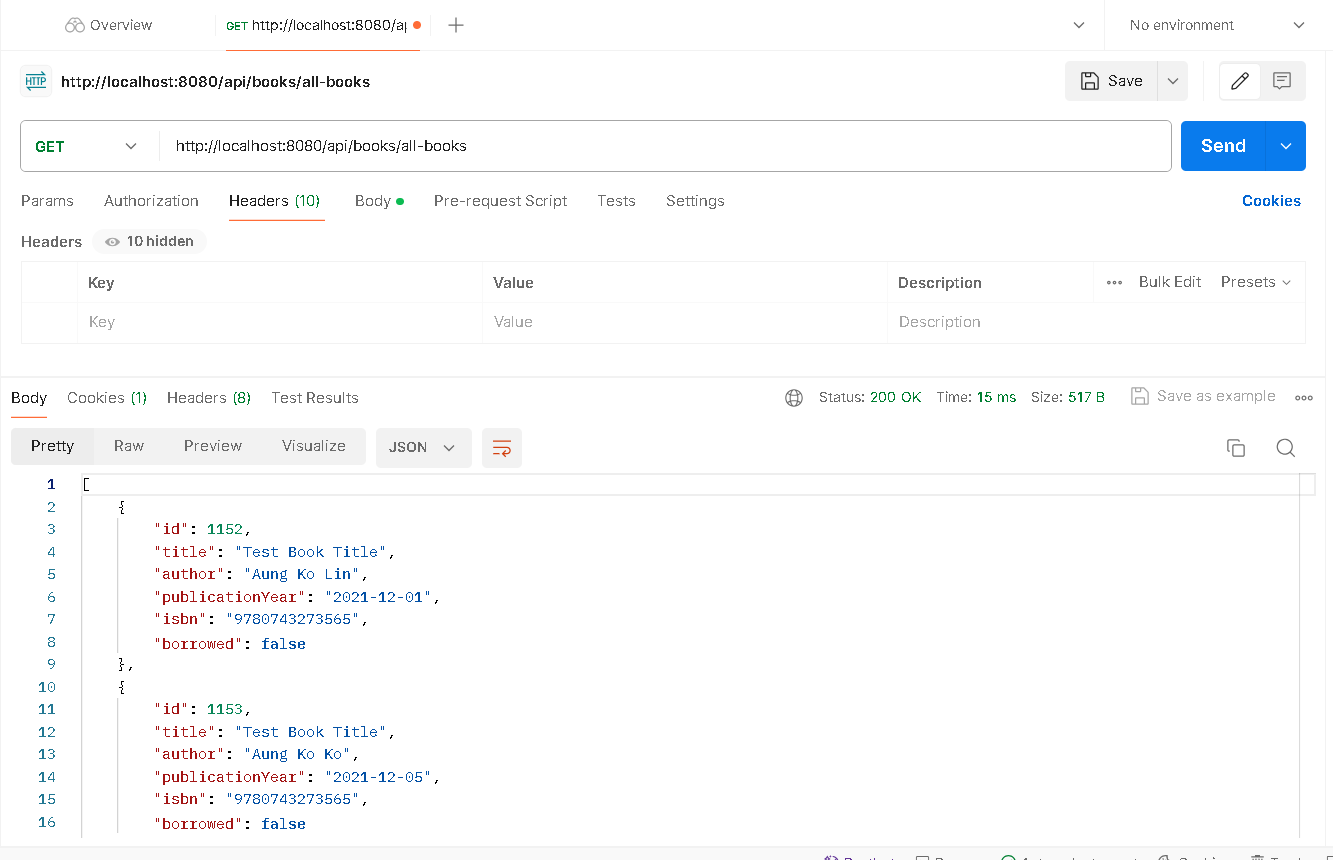 Overview
GET http://localhost:8080/a
No environment
HTTP http://localhost:8080/api/books/all-books
Save
GET http://localhost:8080/api/books/all-books
Send
Params Authorization Headers (10) Body Pre-request Script Tests Settings Cookies
Headers 10 hidden
Key Value Description Bulk Edit Presets
Key Value Description
Body Cookies (1) Headers (8) Test Results Status: 200 OK Time: 15 ms Size: 517 B Save as example
Pretty Raw Preview Visualize JSON
1 [
2 {
3 "id": 1152,
4 "title": "Test Book Title",
5 "author": "Aung Ko Lin",
6 "publicationYear": "2021-12-01",
7 "isbn": "9780743273565",
8 "borrowed": false
9 },
10 {
11 "id": 1153,
12 "title": "Test Book Title",
13 "author": "Aung Ko Ko",
14 "publicationYear": "2021-12-05",
15 "isbn": "9780743273565",
16 "borrowed": false